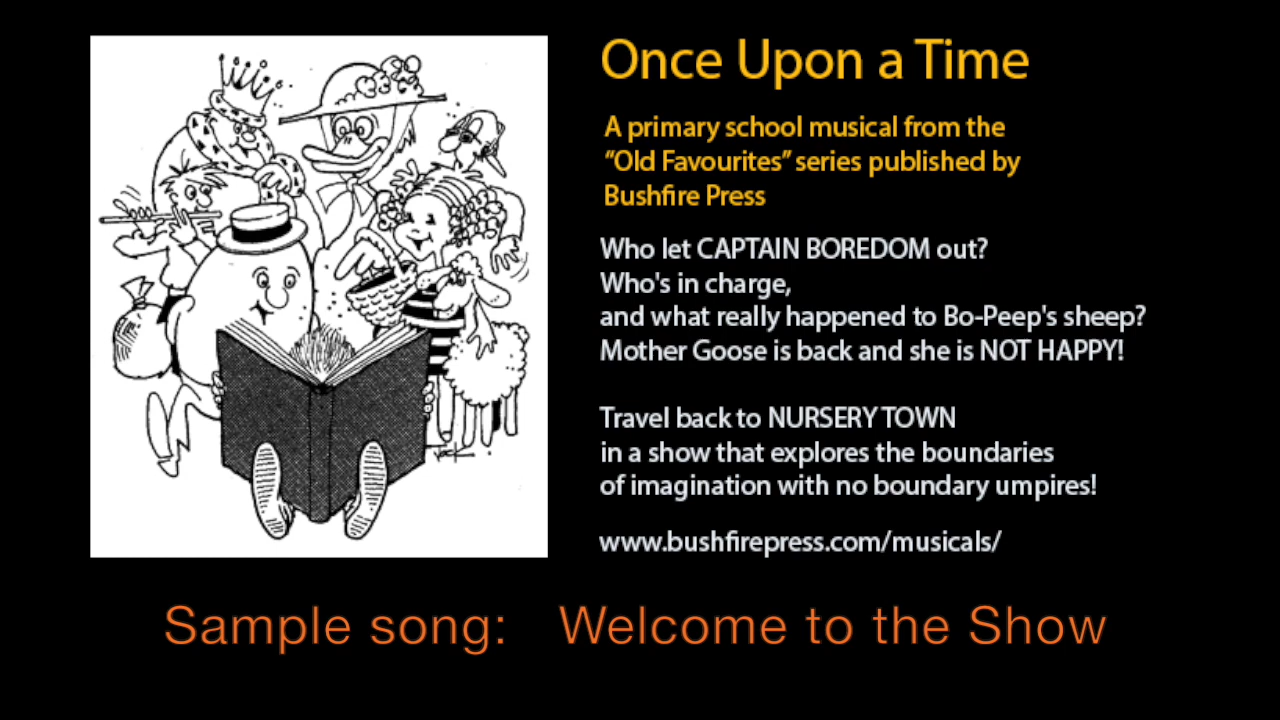 Once Upon a Time
A primary school musical from the
“Old Favourites” series published by
Bushfire Press
Who let CAPTAIN BOREDOM out?
Who's in charge,
and what really happened to Bo-Peep's sheep?
Mother Goose is back and she is NOT HAPPY!
Travel back to NURSERY TOWN
in a show that explores the boundaries
of imagination with no boundary umpires!
www.bushfirepress.com/musicals/
Sample song: Welcome to the Show